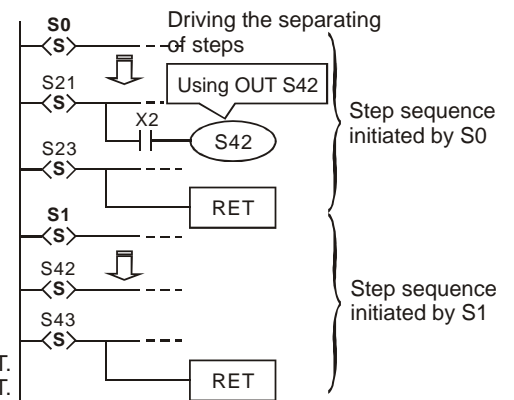 S0
S
Driving the separating
of steps
S21
S
Using OUT S42
X2
S42
Step sequence
initiated by S0
S23
S
RET
S1
S
S42
S
Step sequence
initiated by S1
S43
S
T.
RET
T.